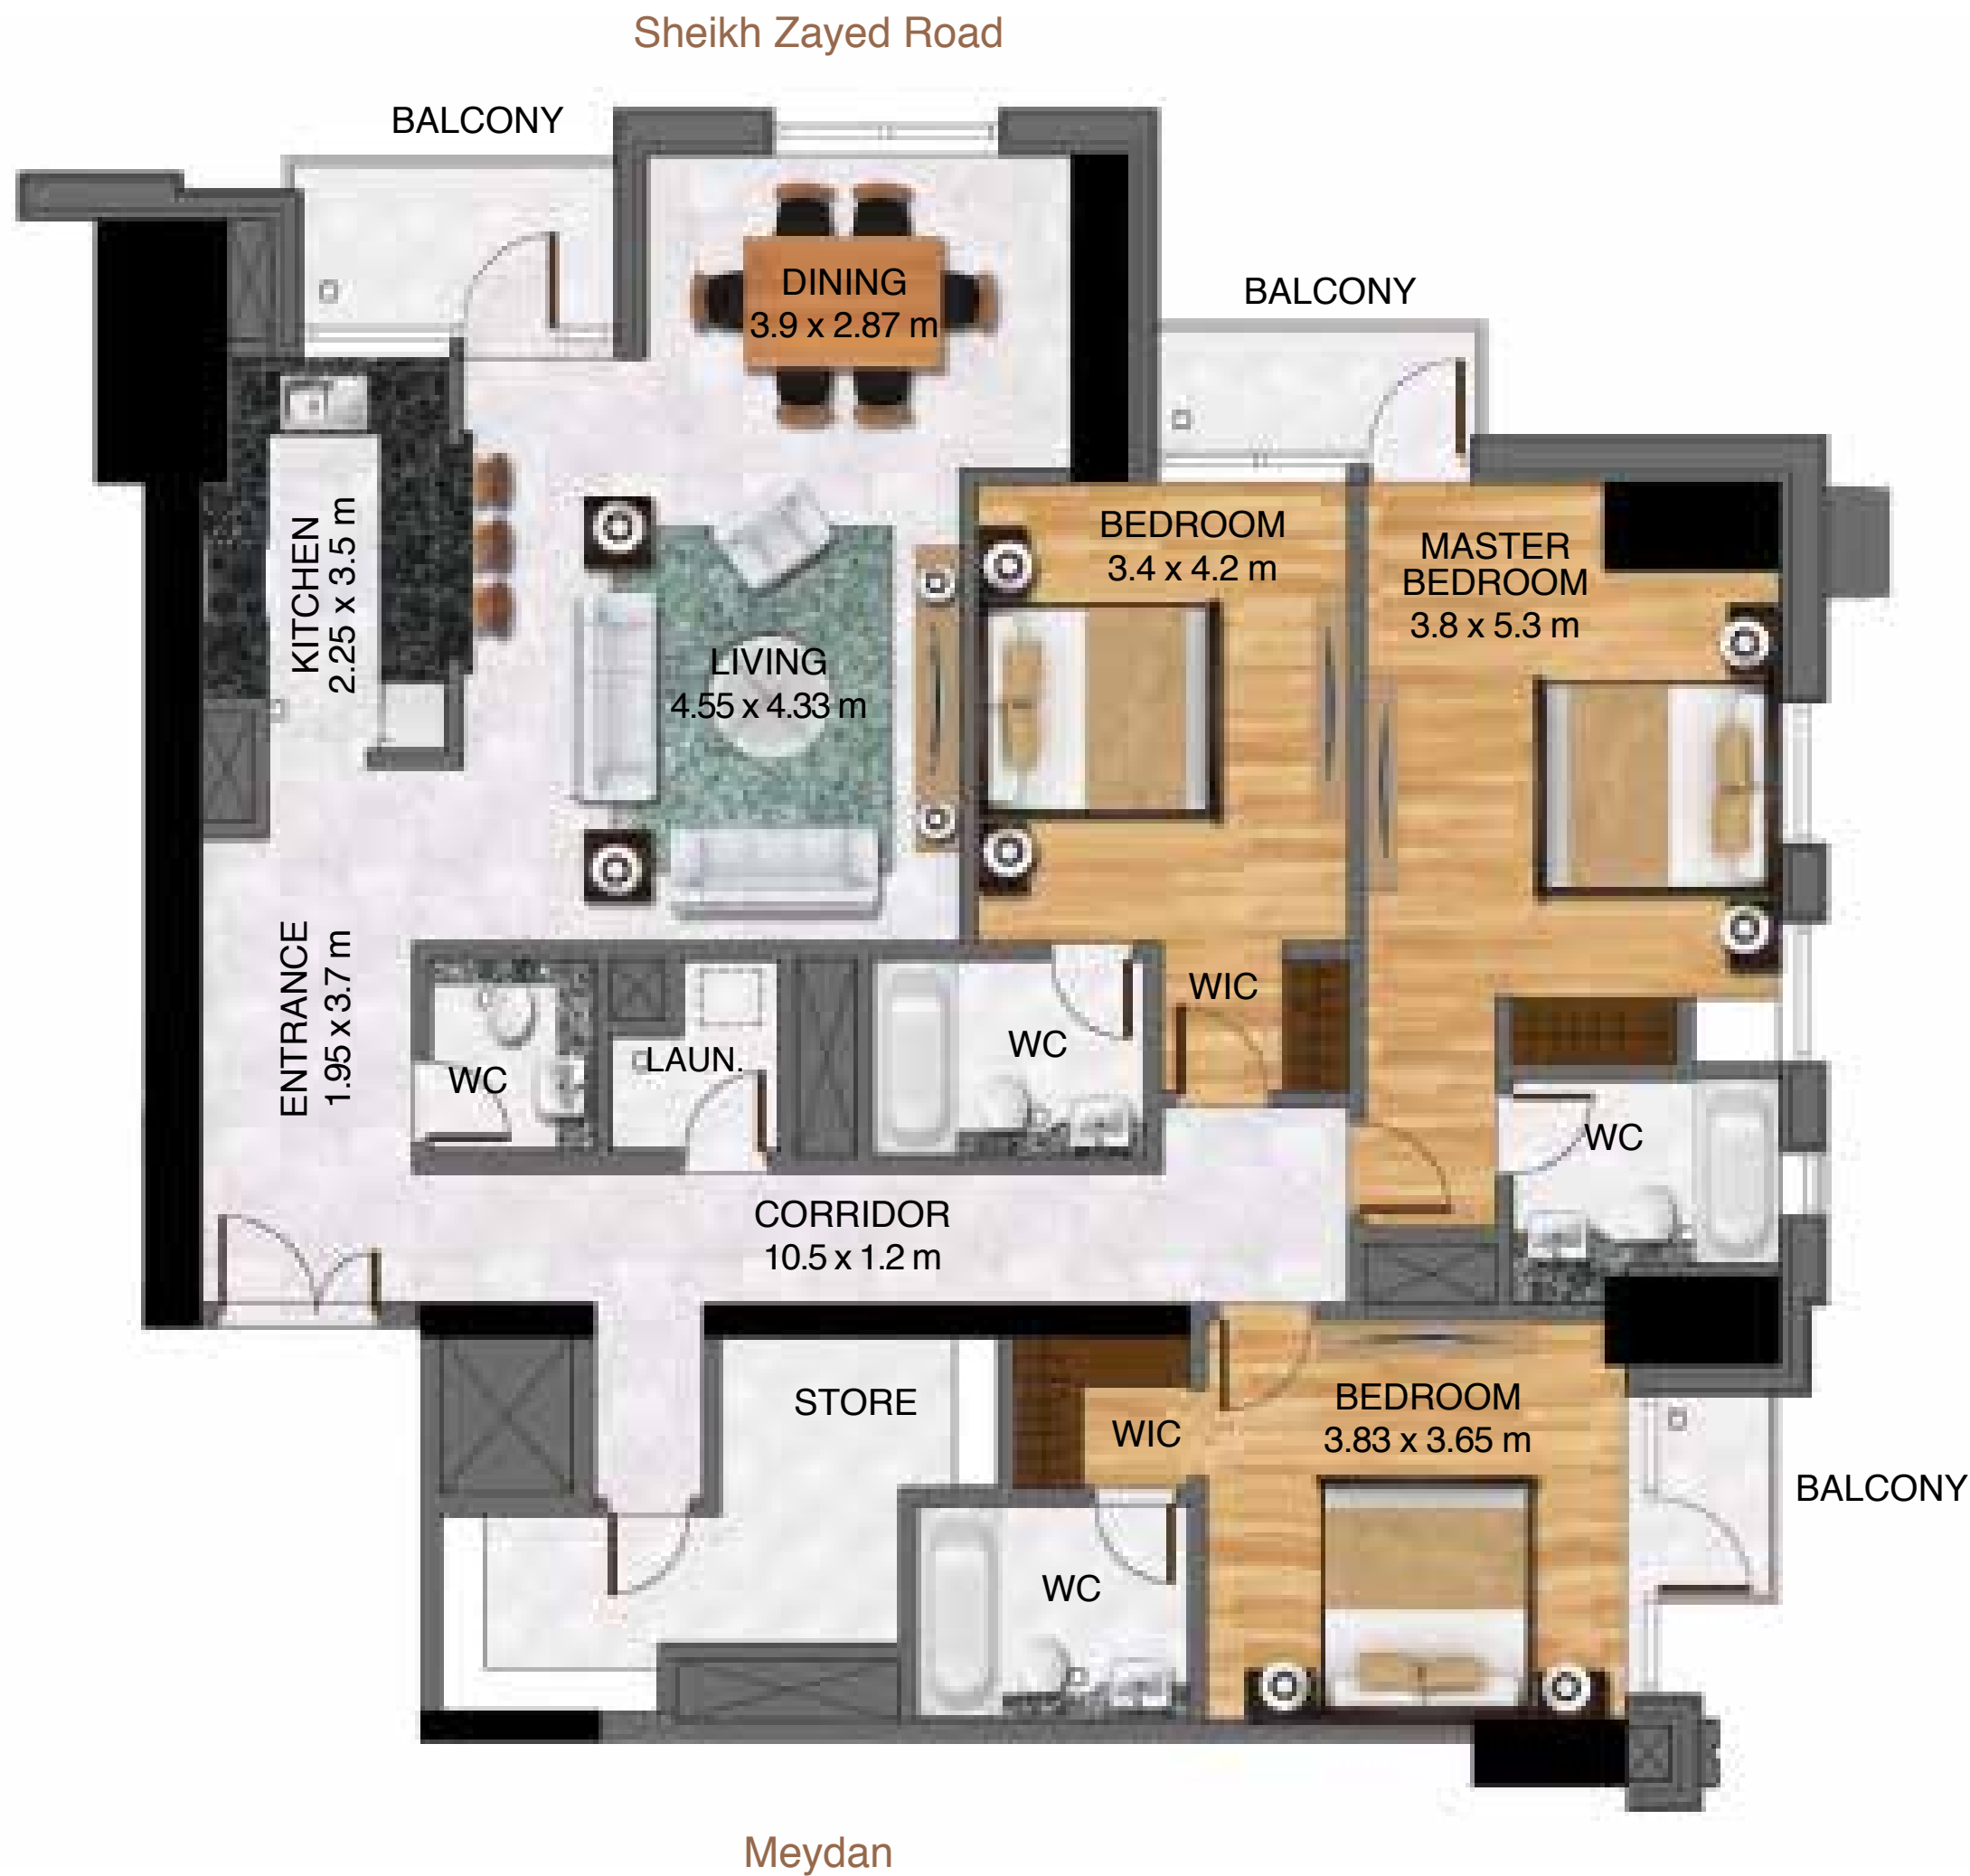 Sheikh Zayed Road
BALCONY
DINING
3.9 x 2.87 m
BALCONY
KITCHEN
2.25 x 3.5 m
BEDROOM
3.4 x 4.2 m
MASTER
BEDROOM
3.8 x 5.3 m
LIVING
4.55 x 4.33 m
ENTRANCE
1.95 x 3.7 m
WC
LAUN.
WC
WIC
WC
CORRIDOR
10.5 x 1.2 m
STORE
WIC
BEDROOM
3.83 x 3.65 m
BALCONY
WC
Meydan